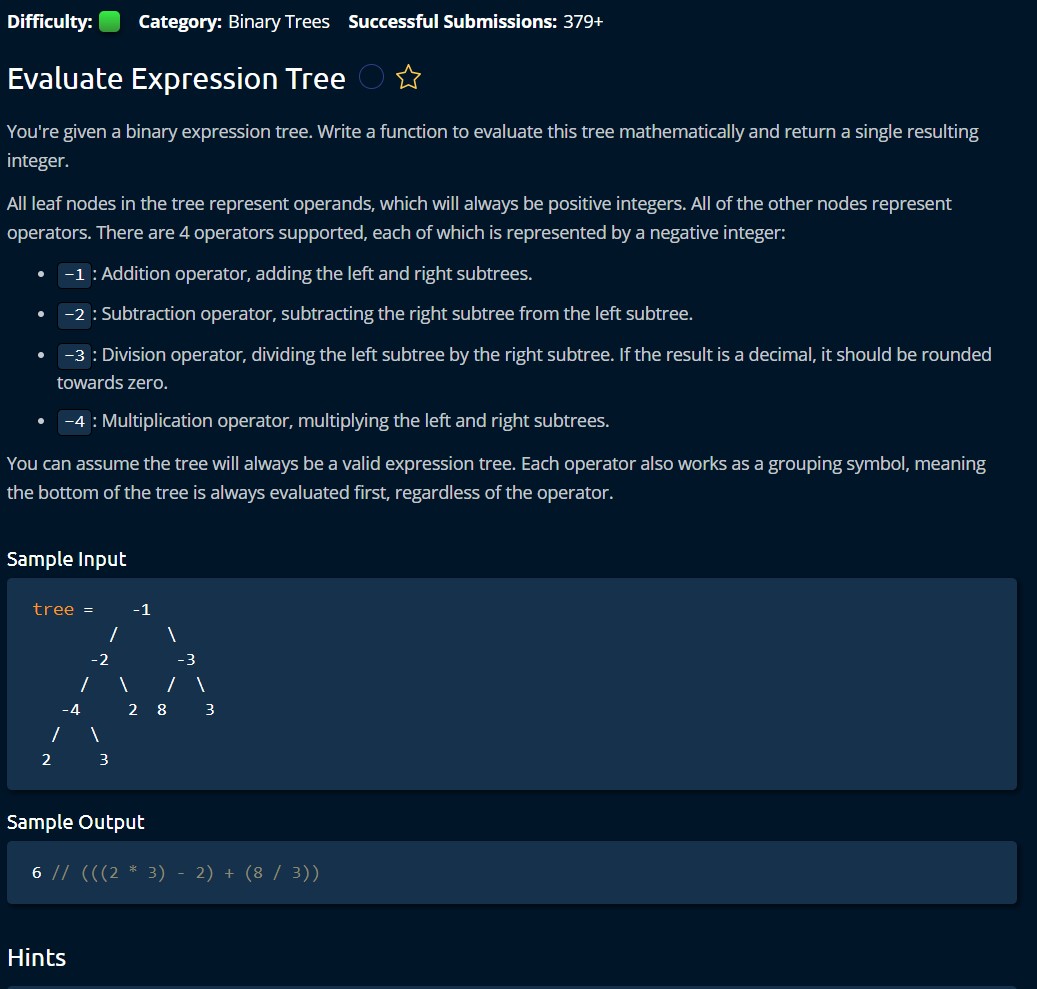 Difficulty: Category: Binary Trees Successful Submissions: 379+
Evaluate Expression Tree
You're given a binary expression tree. Write a function to evaluate this tree mathematically and return a single resulting
integer.
All leaf nodes in the tree represent operands, which will always be positive integers. All of the other nodes represent
operators. There are 4 operators supported, each of which is represented by a negative integer:
• -1: Addition operator, adding the left and right subtrees.
• -2: Subtraction operator, subtracting the right subtree from the left subtree.
• -3: Division operator, dividing the left subtree by the right subtree. If the result is a decimal, it should be rounded
towards zero.
• -4: Multiplication operator, multiplying the left and right subtrees.
You can assume the tree will always be a valid expression tree. Each operator also works as a grouping symbol, meaning
the bottom of the tree is always evaluated first, regardless of the operator.
Sample Input
tree =    -1
        /     \
      -2       -3
     /   \    /  \
   -4     2  8    3
  /   \
 2     3
Sample Output
6 // (((2 * 3) - 2) + (8 / 3))
Hints